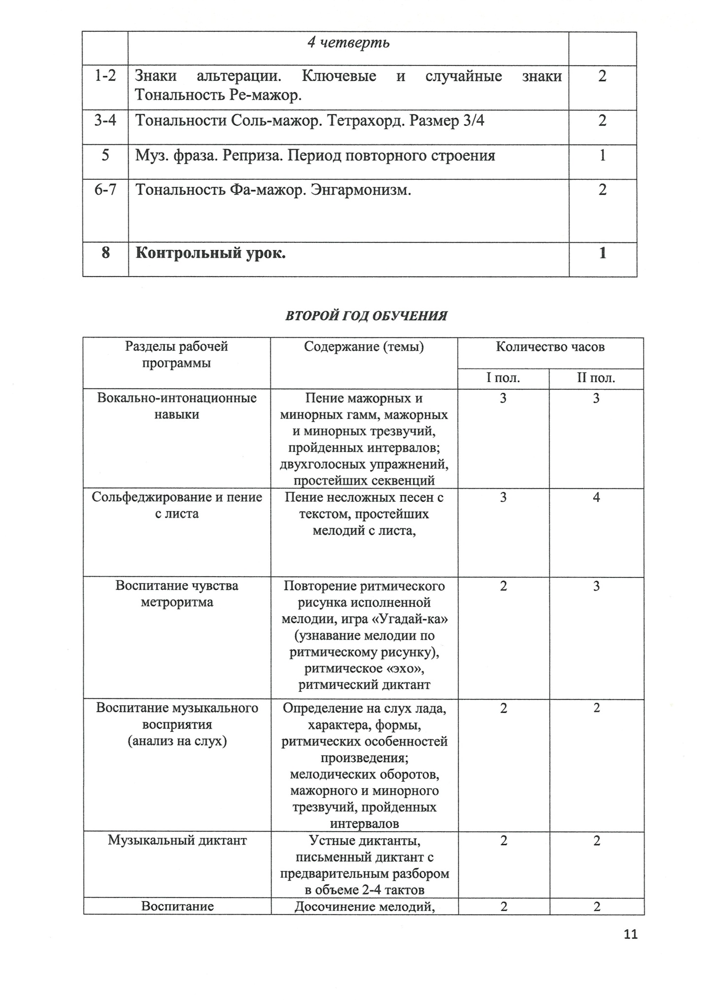 4 четверть
1-2 Знаки альтерации. Ключевые и случайные знаки 2
Тональность Ре-мажор.
3-4 Тональности Соль-мажор. Тетрахорд. Размер 3/4 2
5 Муз. фраза. Реприза. Период повторного строения 1
6-7 Тональность Фа-мажор. Энгармонизм. 2
8 Контрольный урок. 1
ВТОРОЙ ГОД ОБУЧЕНИЯ
Разделы рабочей Содержание (темы) Количество часов
программы
I пол. II пол.
Вокально-интонационные Пение мажорных и 3 3
навыки минорных гамм, мажорных
и минорных трезвучий,
пройденных интервалов;
двухголосных упражнений,
простейших секвенций
Сольфеджирование и пение Пение несложных песен с 3 4
с листа текстом, простейших
мелодий с листа,
Воспитание чувства Повторение ритмического 2 3
метроритма рисунка исполненной
мелодии, игра «Угадай-ка»
(узнавание мелодии по
ритмическому рисунку),
ритмическое «эхо»,
ритмический диктант
Воспитание музыкального Определение на слух лада, 2 2
восприятия характера, формы,
(анализ на слух) ритмических особенностей
произведения;
мелодических оборотов,
мажорного и минорного
трезвучий, пройденных
интервалов
Музыкальный диктант Устные диктанты, 2 2
письменный диктант с
предварительным разбором
в объеме 2-4 тактов
Воспитание Досочинение мелодий, 2 2
11